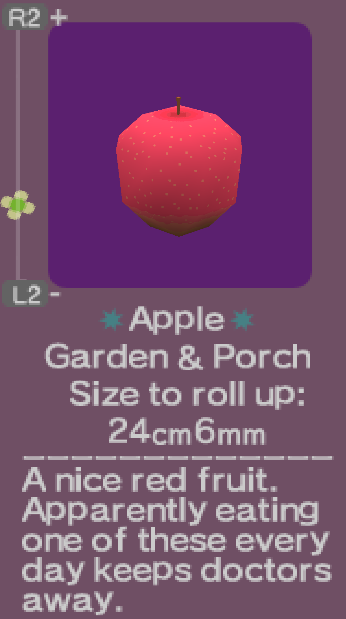 R2 +
L2 -
Apple
Garden & Porch
Size to roll up:
24cm6mm
A nice red fruit.
Apparently eating
one of these every
day keeps doctors
away.